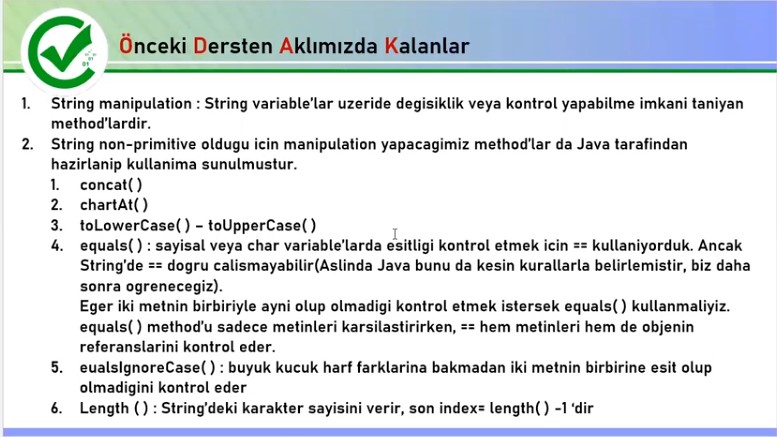 Önceki Dersten Aklımızda Kalanlar
1. String manipulation : String variable'lar uzeride degisiklik veya kontrol yapabilme imkani taniyan
method'lardir.
2. String non-primitive oldugu icin manipulation yapacagimiz method'lar da Java tarafindan
hazirlanip kullanima sunulmustur.
1. concat( )
2. chartAt( )
3. toLowerCase( ) – toUpperCase( )
4. equals( ) : sayisal veya char variable'larda esitligi kontrol etmek icin == kullaniyorduk. Ancak
String'de == dogru calismayabilir(Aslinda Java bunu da kesin kurallarla belirlemistir, biz daha
sonra ogrenecegiz).
Eger iki metnin birbiriyle ayni olup olmadigi kontrol etmek istersek equals( ) kullanmaliyiz.
equals( ) method'u sadece metinleri karsilastirirken, == hem metinleri hem de objenin
referanslarini kontrol eder.
5. eualsIgnoreCase( ) : buyuk kucuk harf farklarina bakmadan iki metnin birbirine esit olup
olmadigini kontrol eder
6. Length ( ) : String'deki karakter sayisini verir, son index= length( ) -1 'dir